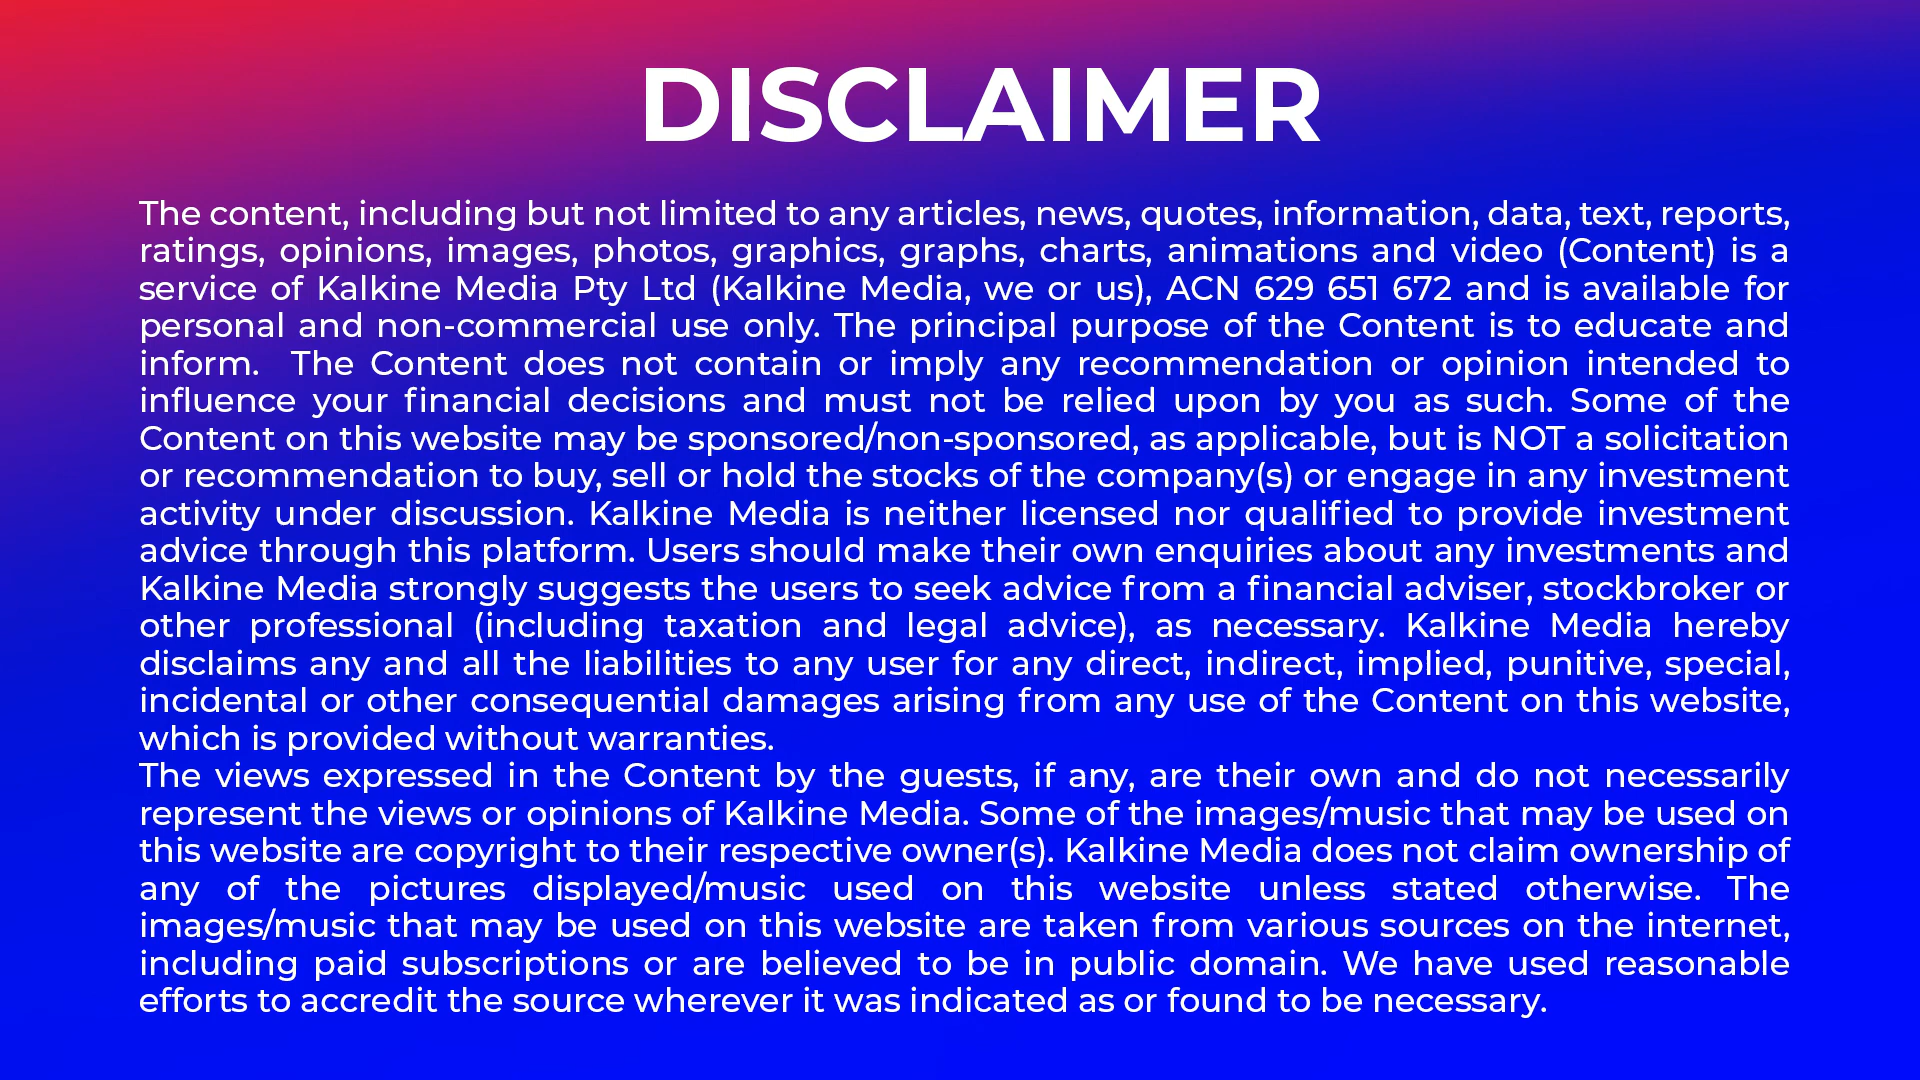 DISCLAIMER
The content, including but not limited to any articles, news, quotes, information, data, text, reports,
ratings, opinions, images, photos, graphics, graphs, charts, animations and video (Content) is a
service of Kalkine Media Pty Ltd (Kalkine Media, we or us), ACN 629 651 672 and is available for
personal and non-commercial use only. The principal purpose of the Content is to educate and
inform.  The Content does not contain or imply any recommendation or opinion intended to
influence your financial decisions and must not be relied upon by you as such. Some of the
Content on this website may be sponsored/non-sponsored, as applicable, but is NOT a solicitation
or recommendation to buy, sell or hold the stocks of the company(s) or engage in any investment
activity under discussion. Kalkine Media is neither licensed nor qualified to provide investment
advice through this platform. Users should make their own enquiries about any investments and
Kalkine Media strongly suggests the users to seek advice from a financial adviser, stockbroker or
other professional (including taxation and legal advice), as necessary. Kalkine Media hereby
disclaims any and all the liabilities to any user for any direct, indirect, implied, punitive, special,
incidental or other consequential damages arising from any use of the Content on this website,
which is provided without warranties.
The views expressed in the Content by the guests, if any, are their own and do not necessarily
represent the views or opinions of Kalkine Media. Some of the images/music that may be used on
this website are copyright to their respective owner(s). Kalkine Media does not claim ownership of
any of the pictures displayed/music used on this website unless stated otherwise. The
images/music that may be used on this website are taken from various sources on the internet,
including paid subscriptions or are believed to be in public domain. We have used reasonable
efforts to accredit the source wherever it was indicated as or found to be necessary.